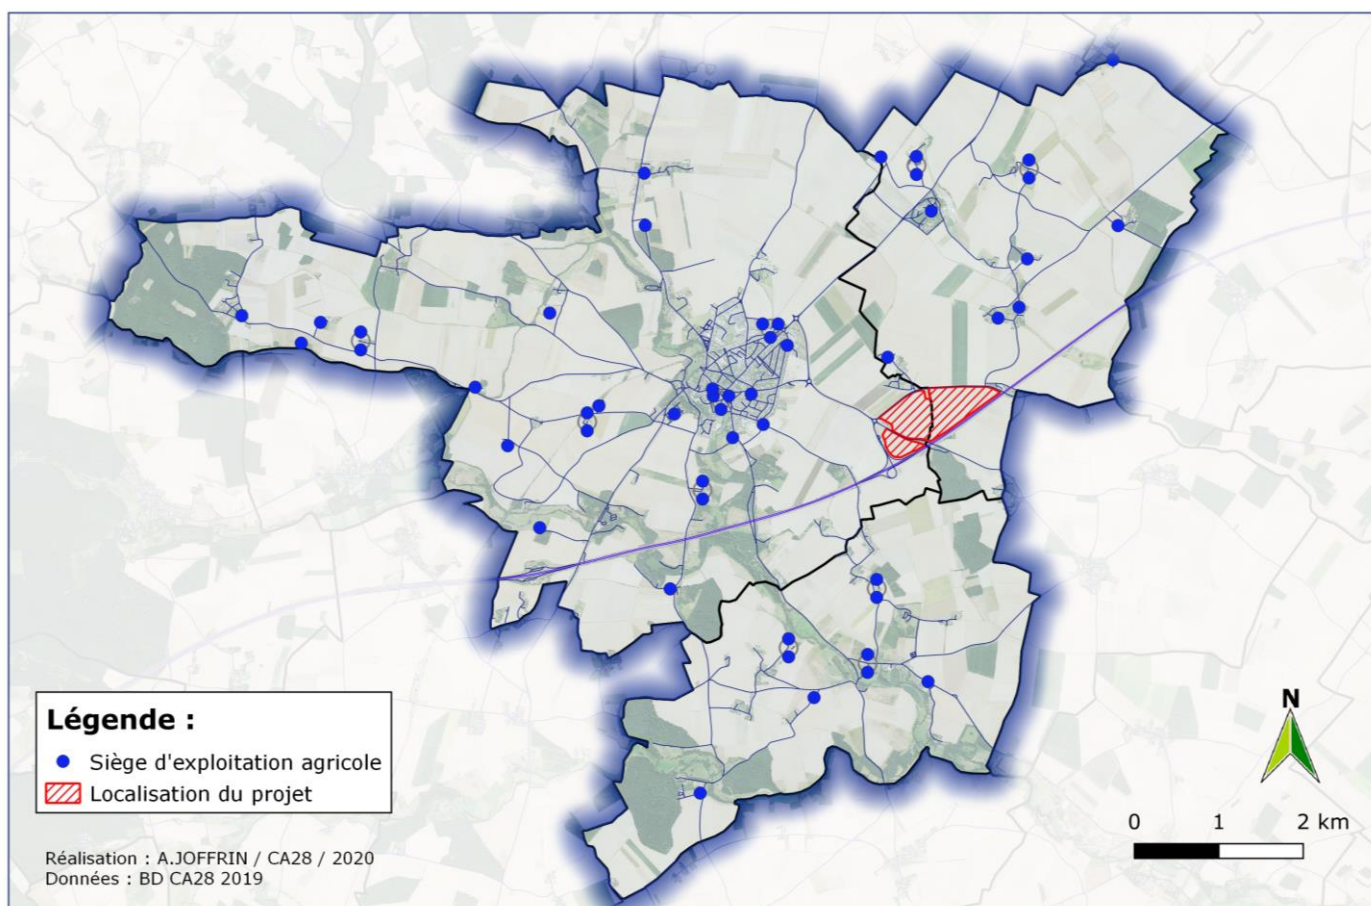 Légende :
Siège d'exploitation agricole
Localisation du projet
Réalisation : A.JOFFRIN / CA28 / 2020
Données : BD CA28 2019
N
0 1 2 km